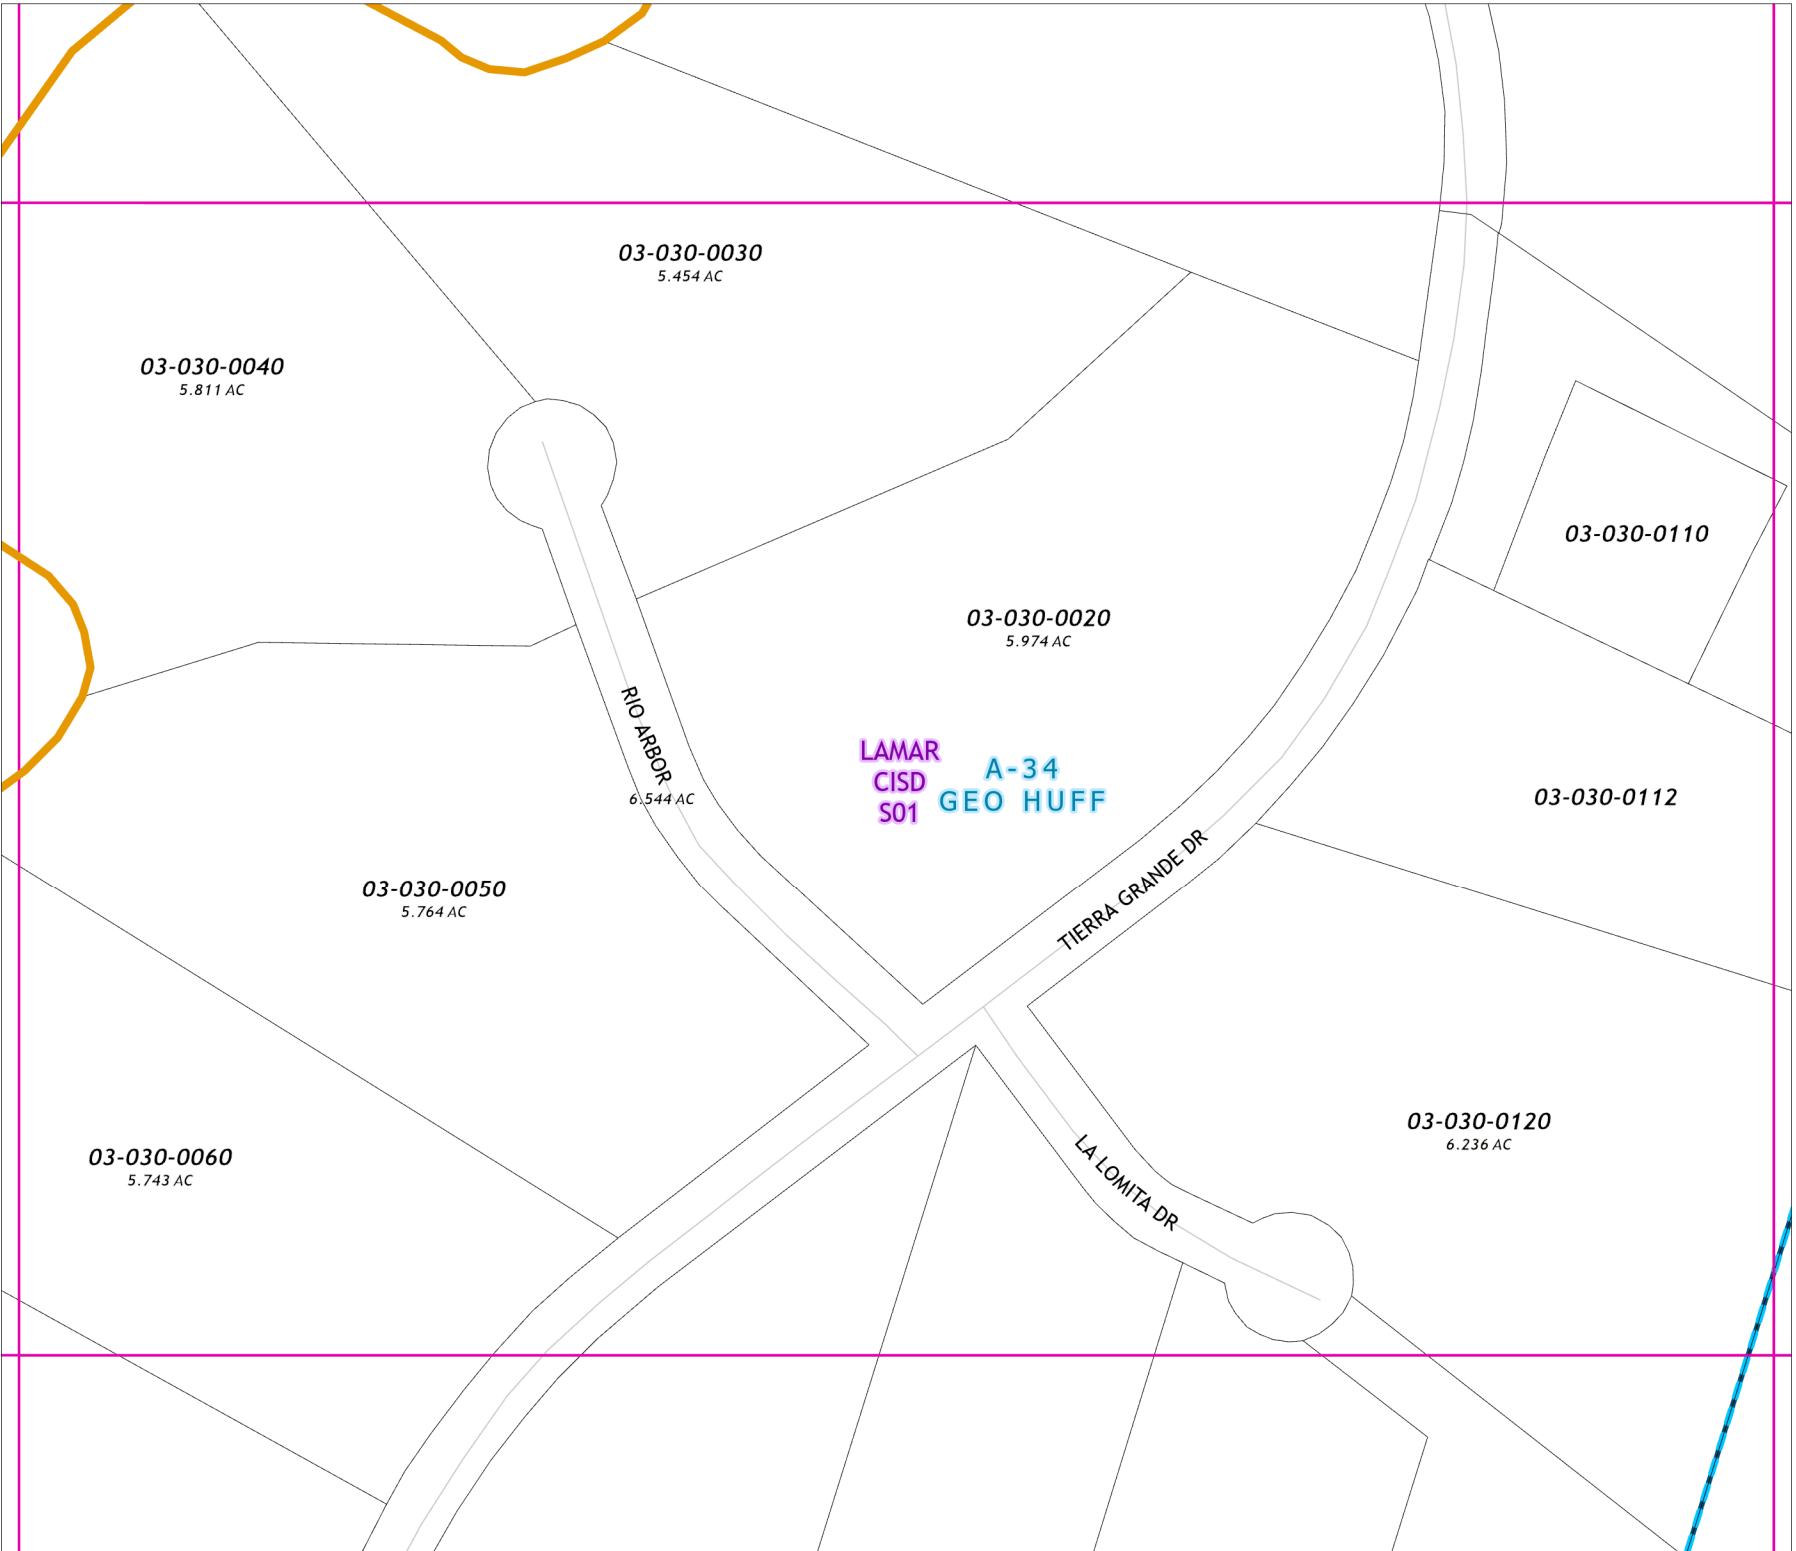 03-030-0030
5.454 AC
03-030-0040
5.811 AC
03-030-0110
03-030-0020
5.974 AC
RIO ARBOR
6.544 AC
LAMAR
CISD
S01
A-34
GEO HUFF
03-030-0112
TIERRA GRANDE DR
03-030-0050
5.764 AC
03-030-0120
6.236 AC
LA LOMITA DR
03-030-0060
5.743 AC